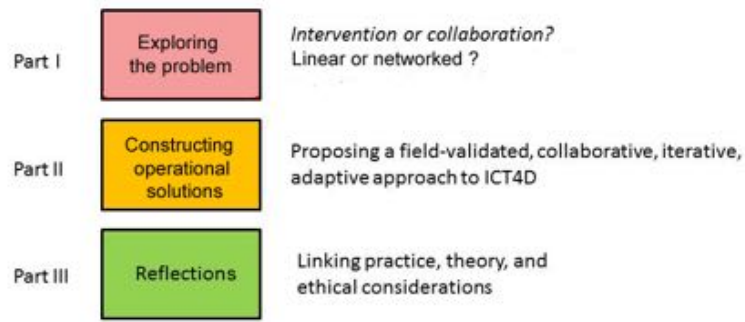 Part I
Exploring
the problem
Intervention or collaboration?
Linear or networked ?
Part II
Constructing
operational
solutions
Proposing a field-validated, collaborative, iterative,
adaptive approach to ICT4D
Part III
Reflections
Linking practice, theory, and
ethical considerations